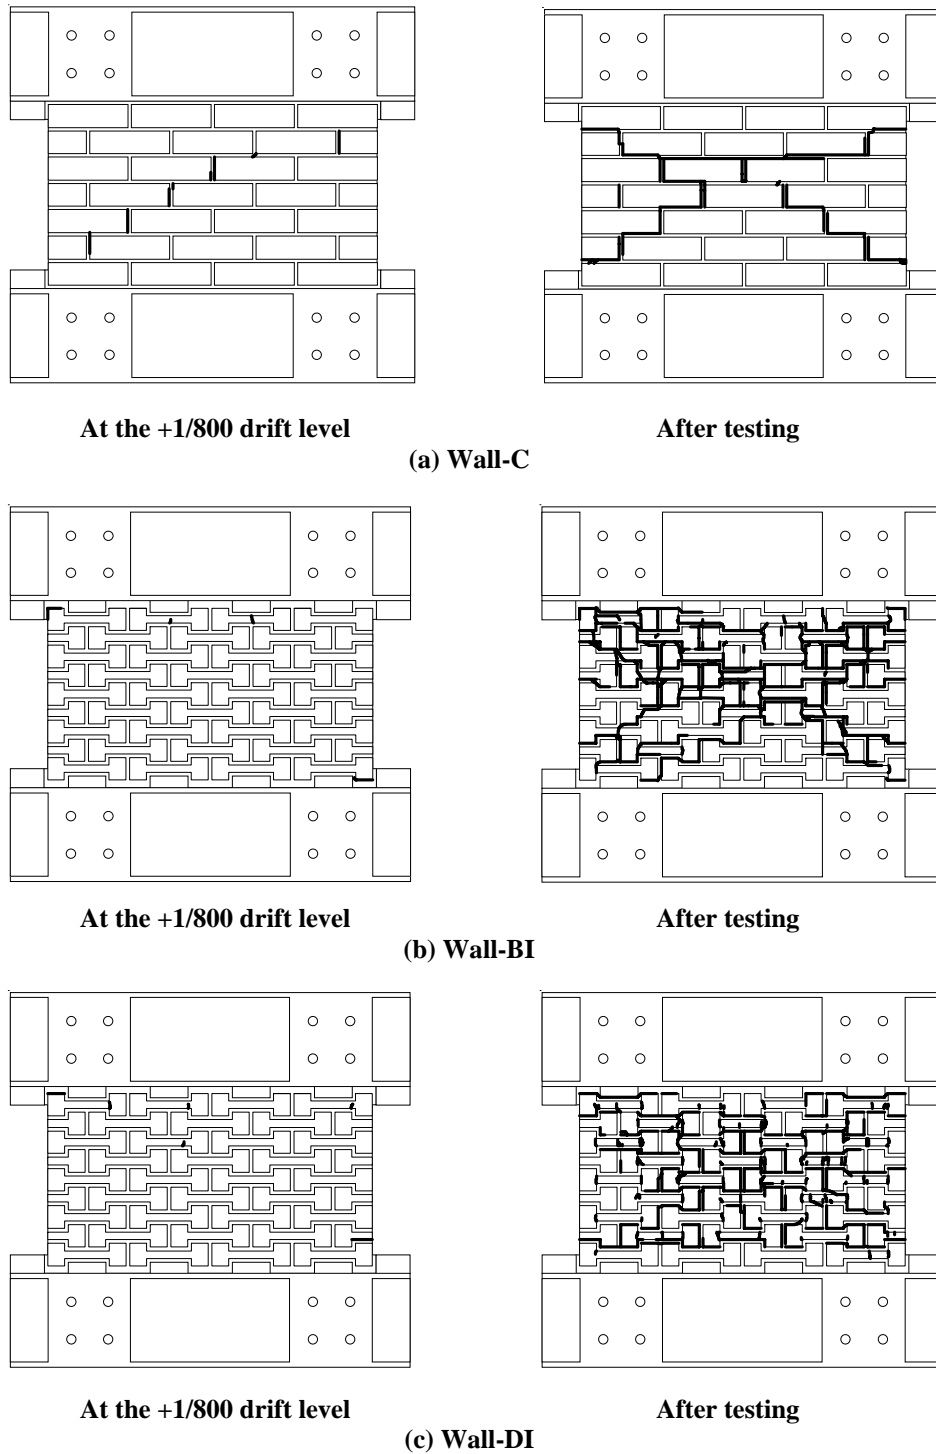 At the +1/800 drift level After testing
(a) Wall-C
At the +1/800 drift level After testing
(b) Wall-BI
At the +1/800 drift level After testing
(c) Wall-DI